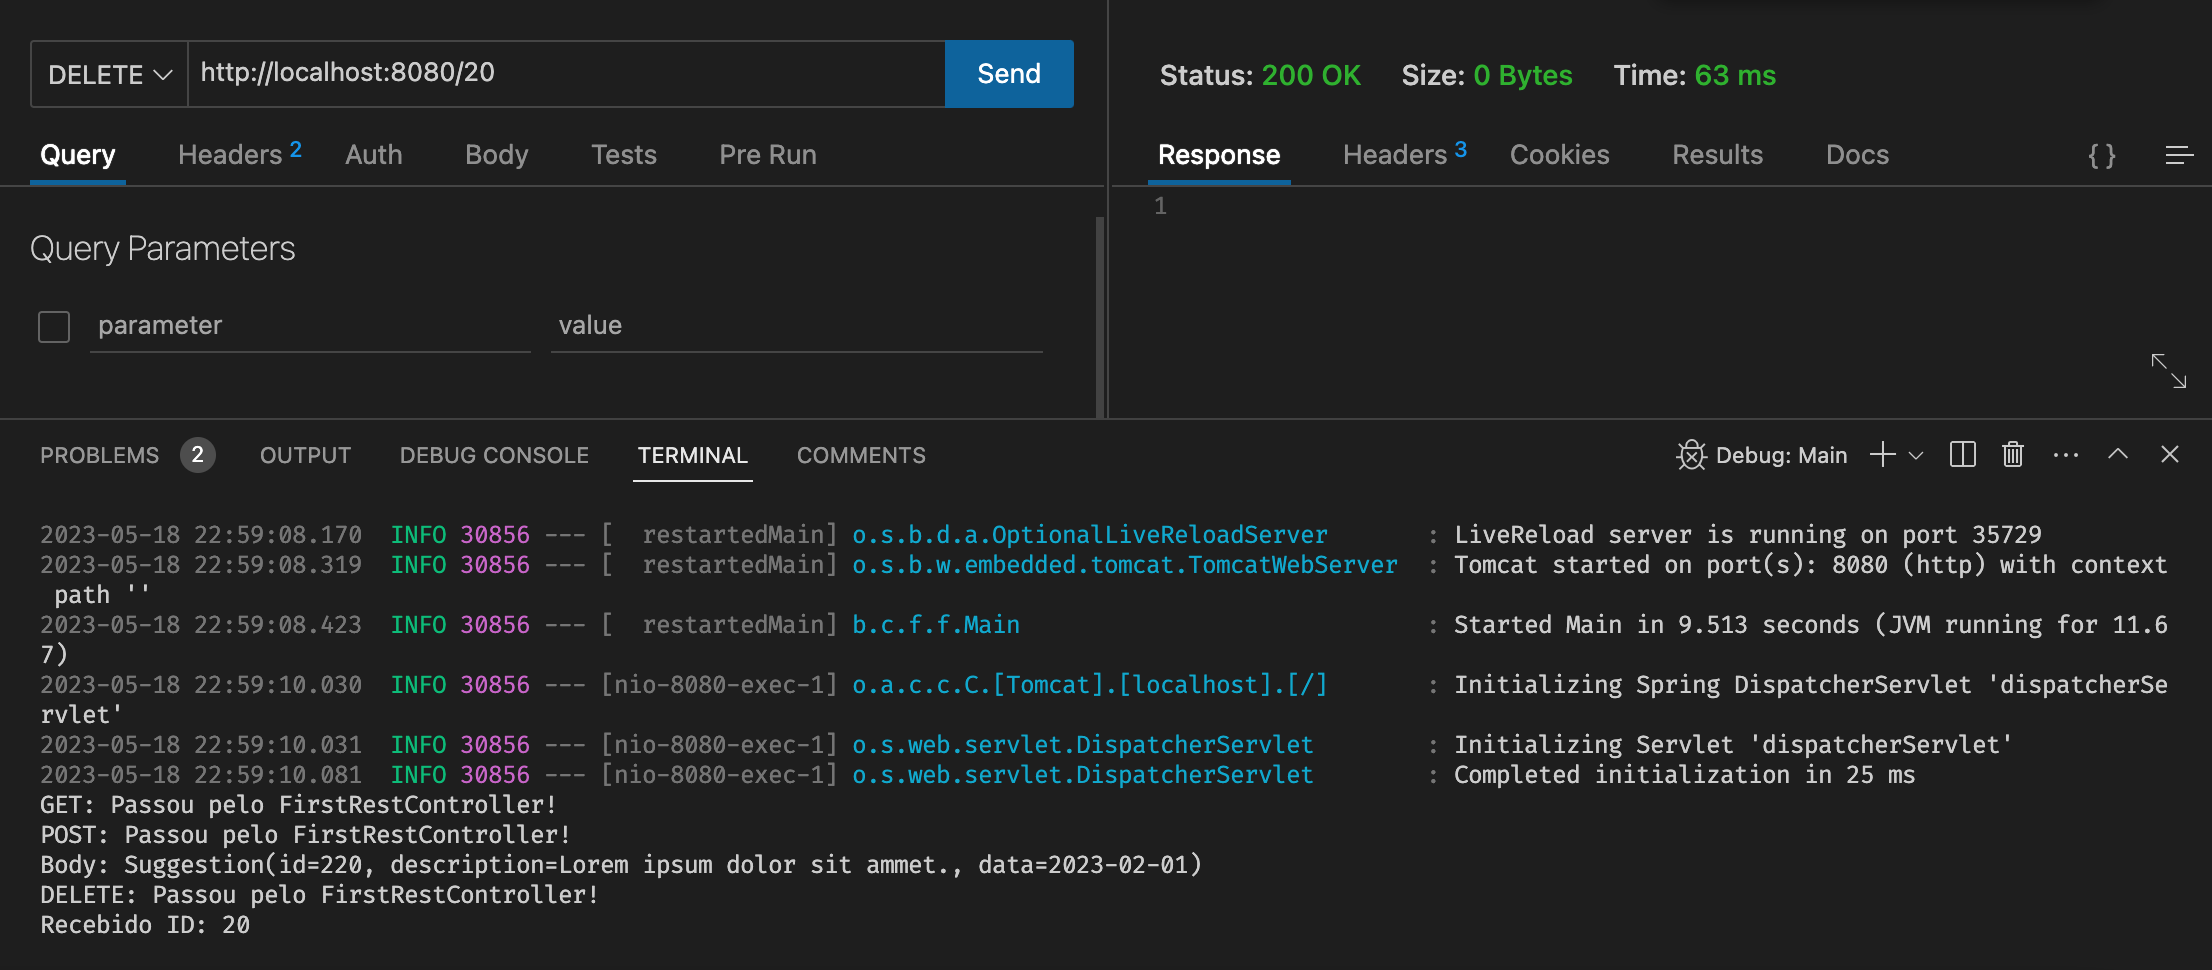 DELETE http://localhost:8080/20 Send
Status: 200 OK Size: 0 Bytes Time: 63 ms
Query Headers 2 Auth Body Tests Pre Run
Response Headers 3 Cookies Results Docs { }
1
Query Parameters
parameter value
PROBLEMS 2 OUTPUT DEBUG CONSOLE TERMINAL COMMENTS Debug: Main
2023-05-18 22:59:08.170  INFO 30856 --- [  restartedMain] o.s.b.d.a.OptionalLiveReloadServer       : LiveReload server is running on port 35729
2023-05-18 22:59:08.319  INFO 30856 --- [  restartedMain] o.s.b.w.embedded.tomcat.TomcatWebServer  : Tomcat started on port(s): 8080 (http) with context
 path ''
2023-05-18 22:59:08.423  INFO 30856 --- [  restartedMain] b.c.f.f.Main                             : Started Main in 9.513 seconds (JVM running for 11.6
7)
2023-05-18 22:59:10.030  INFO 30856 --- [nio-8080-exec-1] o.a.c.c.C.[Tomcat].[localhost].[/]       : Initializing Spring DispatcherServlet 'dispatcherSe
rvlet'
2023-05-18 22:59:10.031  INFO 30856 --- [nio-8080-exec-1] o.s.web.servlet.DispatcherServlet        : Initializing Servlet 'dispatcherServlet'
2023-05-18 22:59:10.081  INFO 30856 --- [nio-8080-exec-1] o.s.web.servlet.DispatcherServlet        : Completed initialization in 25 ms
GET: Passou pelo FirstRestController!
POST: Passou pelo FirstRestController!
Body: Suggestion(id=220, description=Lorem ipsum dolor sit ammet., data=2023-02-01)
DELETE: Passou pelo FirstRestController!
Recebido ID: 20